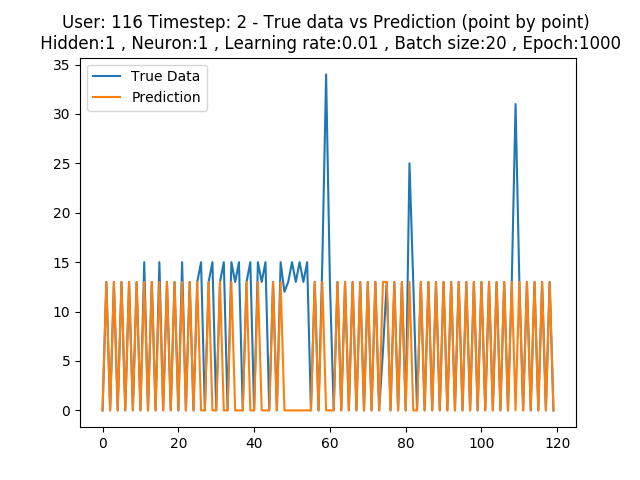 User: 116 Timestep: 2 - True data vs Prediction (point by point)
Hidden:1 , Neuron:1 , Learning rate:0.01 , Batch size:20 , Epoch:1000
35
True Data
Prediction
30
25
20
15
10
5
0
0 20 40 60 80 100 120